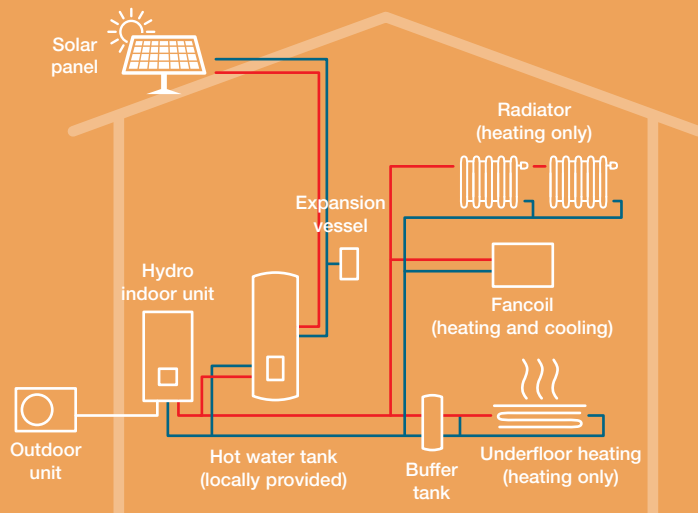 Solar
panel
Radiator
(heating only)
Expansion
vessel
Hydro
indoor unit
Fancoil
(heating and cooling)
Outdoor
unit
Hot water tank
(locally provided)
Buffer
tank
Underfloor heating
(heating only)